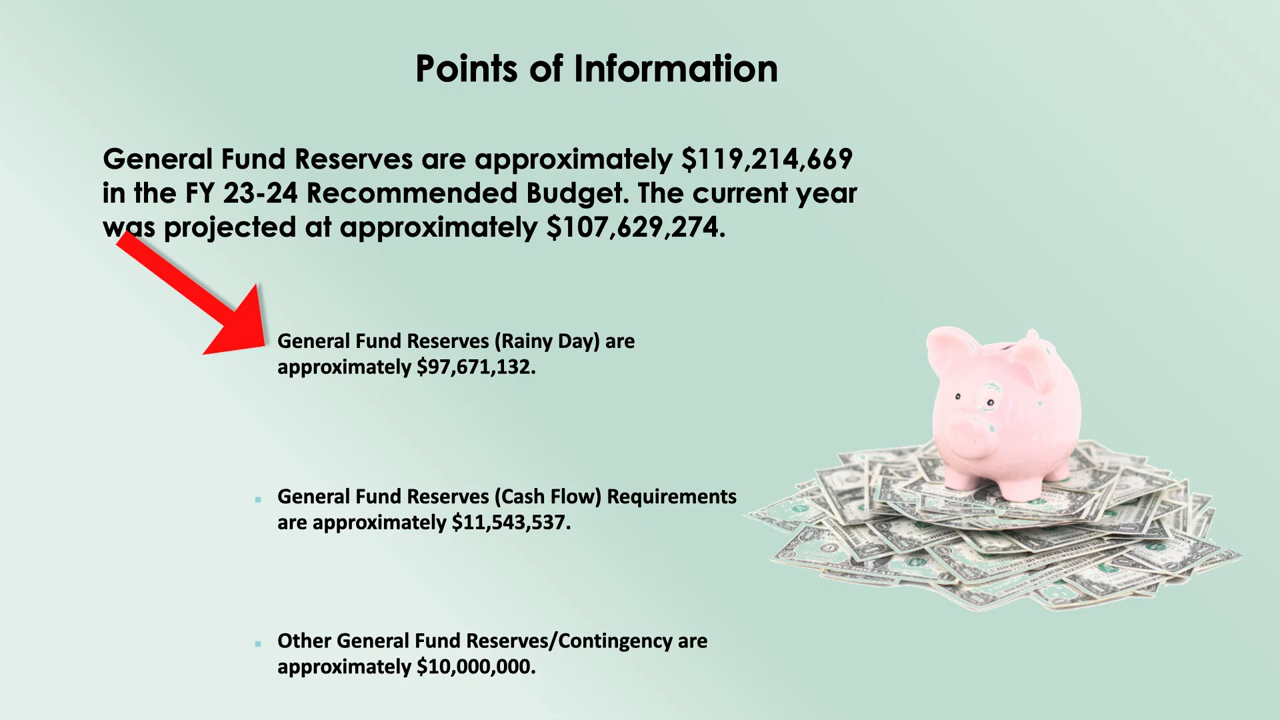 Points of Information
General Fund Reserves are approximately $119,214,669
in the FY 23-24 Recommended Budget. The current year
was projected at approximately $107,629,274.
General Fund Reserves (Rainy Day) are
approximately $97,671,132.
General Fund Reserves (Cash Flow) Requirements
are approximately $11,543,537.
Other General Fund Reserves/Contingency are
approximately $10,000,000.